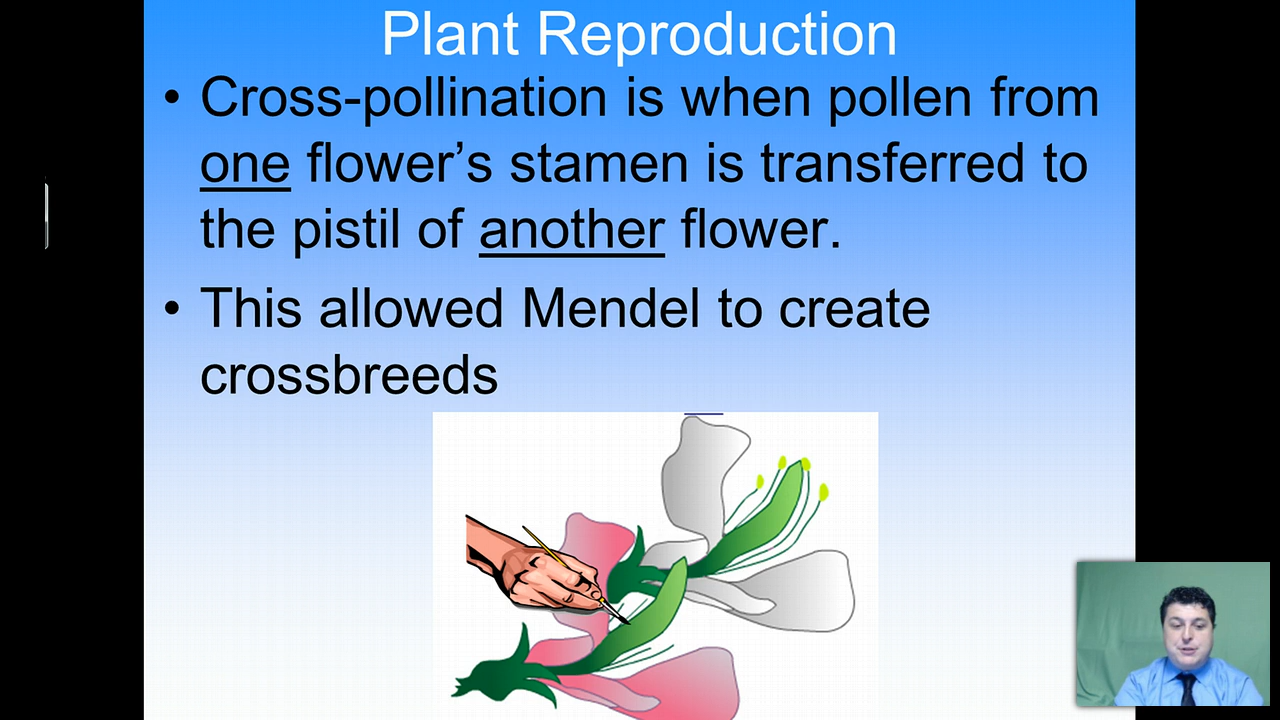 Plant Reproduction
• Cross-pollination is when pollen from
one flower’s stamen is transferred to
the pistil of another flower.
• This allowed Mendel to create
crossbreeds